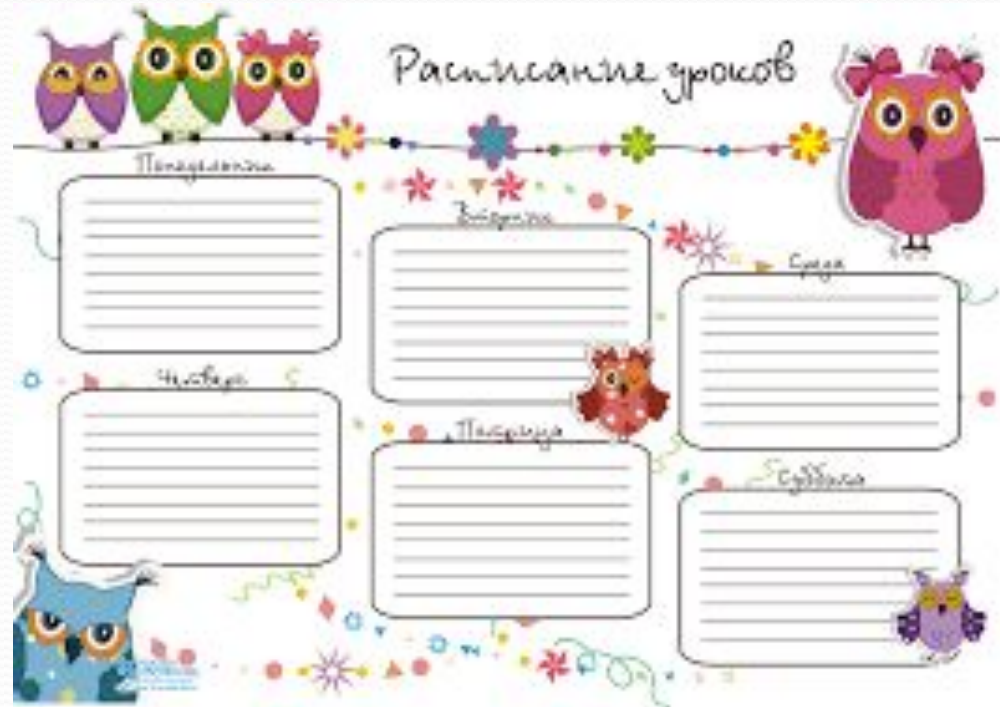 Расписание уроков
Понедельник
Вторник
Среда
Четверг
Пятница
Суббота